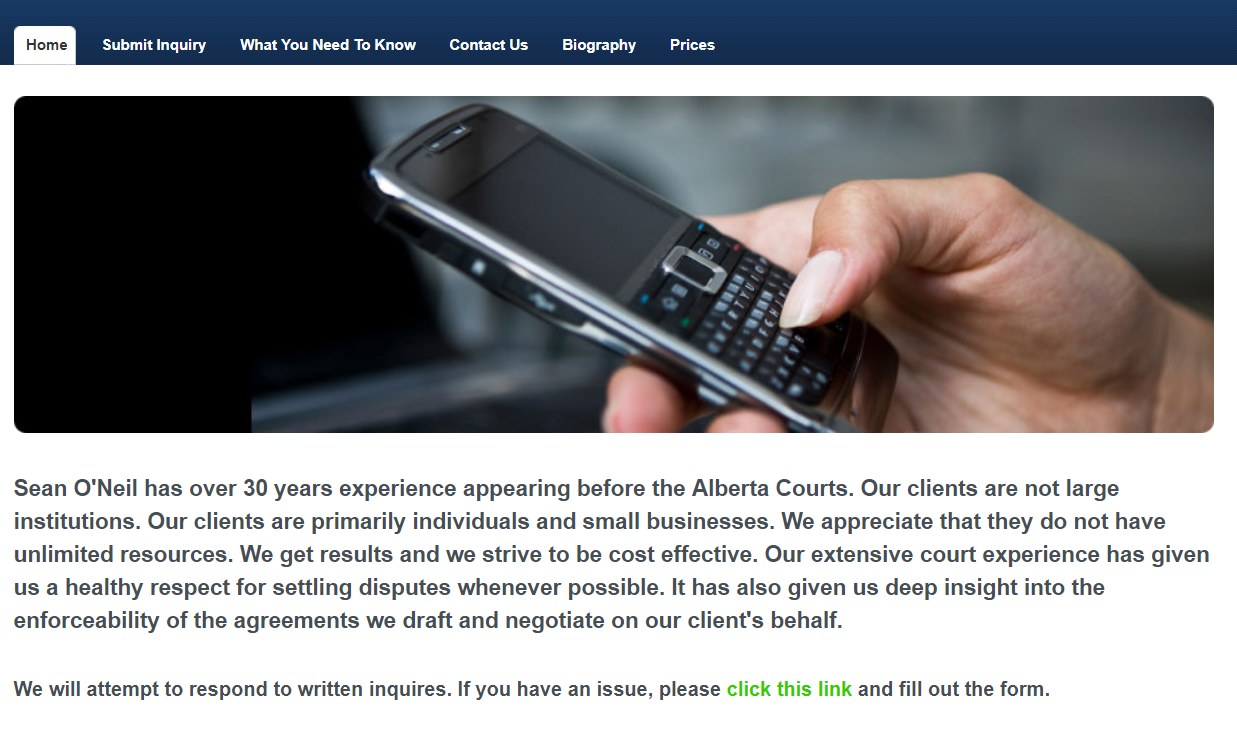 Home Submit Inquiry What You Need To Know Contact Us Biography Prices
Sean O'Neil has over 30 years experience appearing before the Alberta Courts. Our clients are not large
institutions. Our clients are primarily individuals and small businesses. We appreciate that they do not have
unlimited resources. We get results and we strive to be cost effective. Our extensive court experience has given
us a healthy respect for settling disputes whenever possible. It has also given us deep insight into the
enforceability of the agreements we draft and negotiate on our client's behalf.
We will attempt to respond to written inquires. If you have an issue, please click this link and fill out the form.